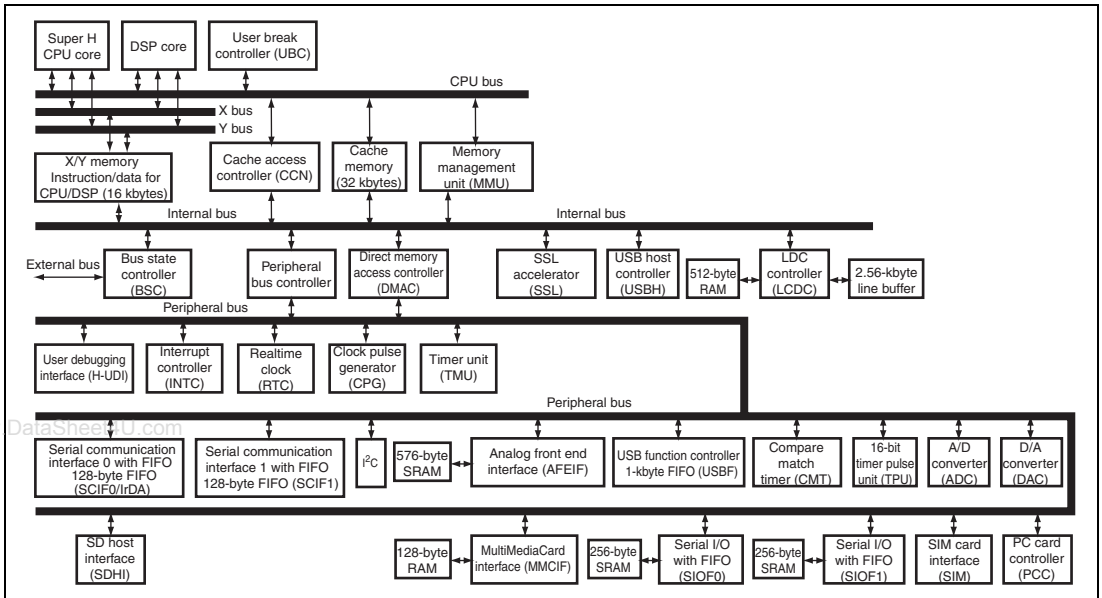 Super H
CPU core
DSP core
User break
controller (UBC)
CPU bus
X bus
Y bus
X/Y memory
Instruction/data for
CPU/DSP (16 kbytes)
Cache access
controller (CCN)
Cache
memory
(32 kbytes)
Memory
management
unit (MMU)
Internal bus
Internal bus
External bus
Bus state
controller
(BSC)
Peripheral
bus controller
Direct memory
access controller
(DMAC)
SSL
accelerator
(SSL)
USB host
controller
(USBH)
512-byte
RAM
LDC
controller
(LCDC)
2.56-kbyte
line buffer
Peripheral bus
User debugging
interface (H-UDI)
Interrupt
controller
(INTC)
Realtime
clock
(RTC)
Clock pulse
generator
(CPG)
Timer unit
(TMU)
Peripheral bus
DataSheet4U.com
Serial communication
interface 0 with FIFO
128-byte FIFO
(SCIF0/IrDA)
Serial communication
interface 1 with FIFO
128-byte FIFO (SCIF1)
I²C
576-byte
SRAM
Analog front end
interface (AFEIF)
USB function controller
1-kbyte FIFO (USBF)
Compare
match
timer (CMT)
16-bit
timer pulse
unit (TPU)
A/D
converter
(ADC)
D/A
converter
(DAC)
SD host
interface
(SDHI)
128-byte
RAM
MultiMediaCard
interface (MMCIF)
256-byte
SRAM
Serial I/O
with FIFO
(SIOF0)
256-byte
SRAM
Serial I/O
with FIFO
(SIOF1)
SIM card
interface
(SIM)
PC card
controller
(PCC)